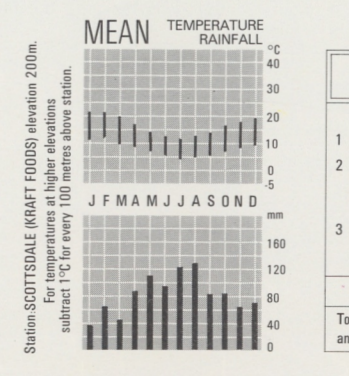 MEAN TEMPERATURE
RAINFALL
Station:SCOTTSDALE (KRAFT FOODS) elevation 200m.
For temperatures at higher elevations
subtract 1°C for every 100 metres above station.
°C
40
30
20
10
0
-5
J F M A M J J A S O N D
mm
160
120
80
40
0
1
2
3
To
an